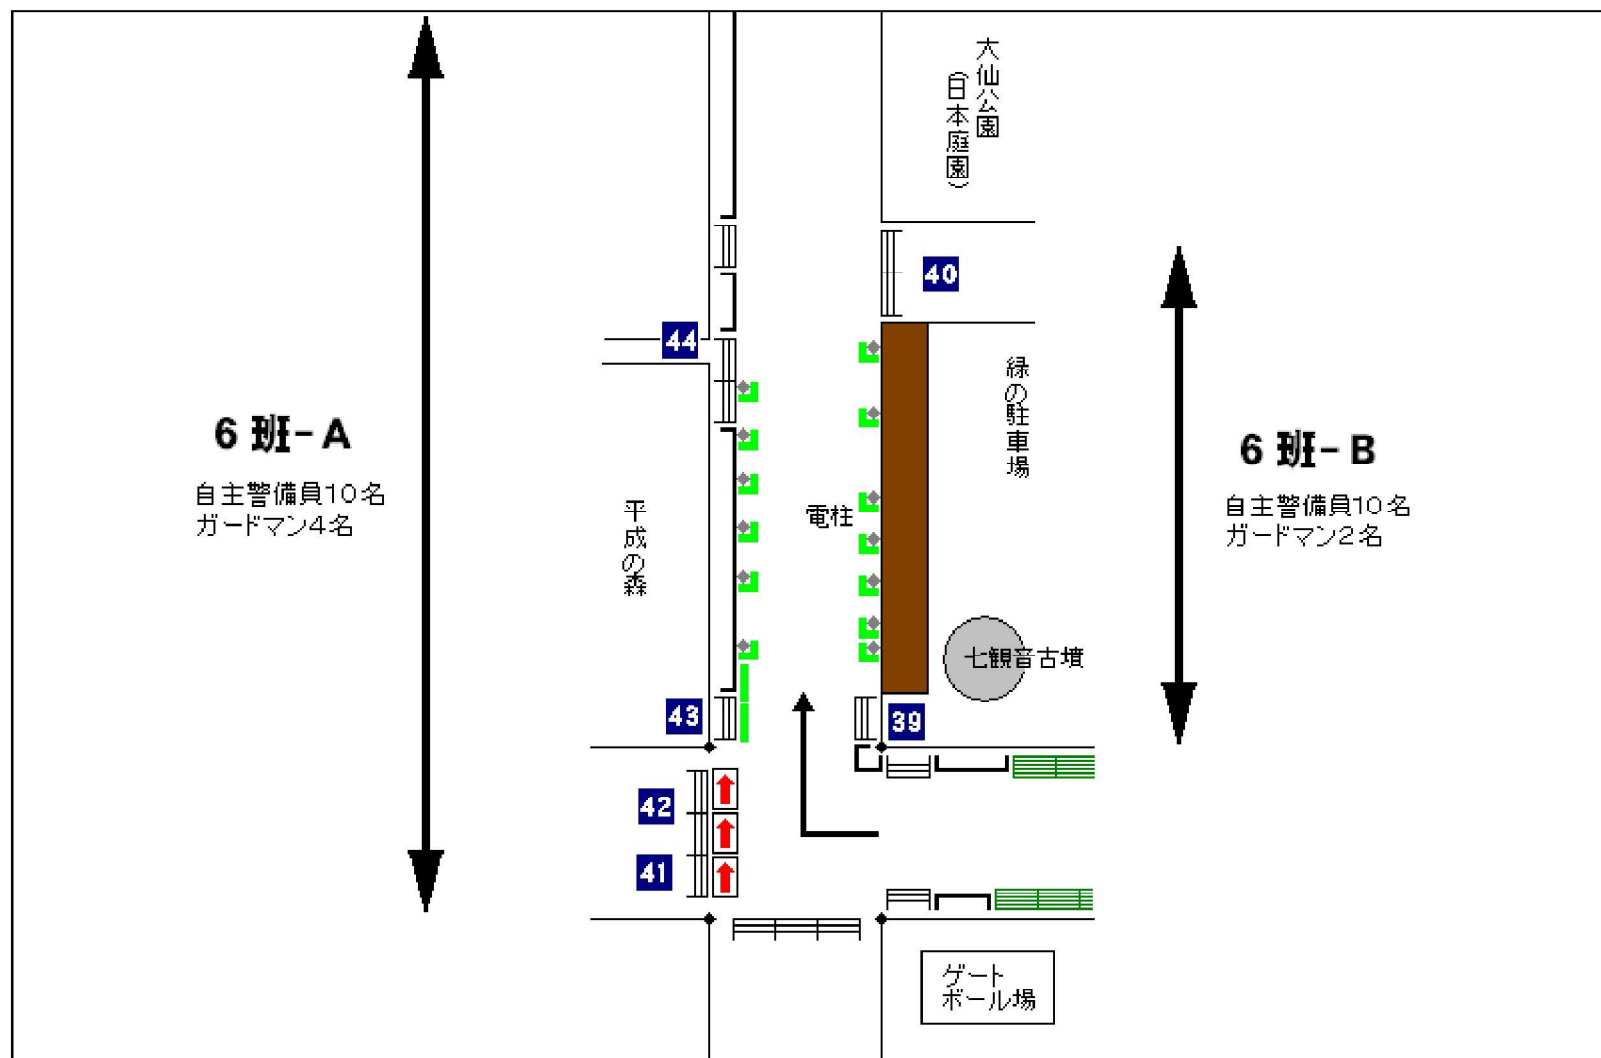 大仙公園
(日本庭園)
40
44
緑の駐車場
6 班-A
自主警備員10名
ガードマン4名
6 班-B
自主警備員10名
ガードマン2名
平成の森
電柱
七観音古墳
43
39
42
41
ゲート
ボール場